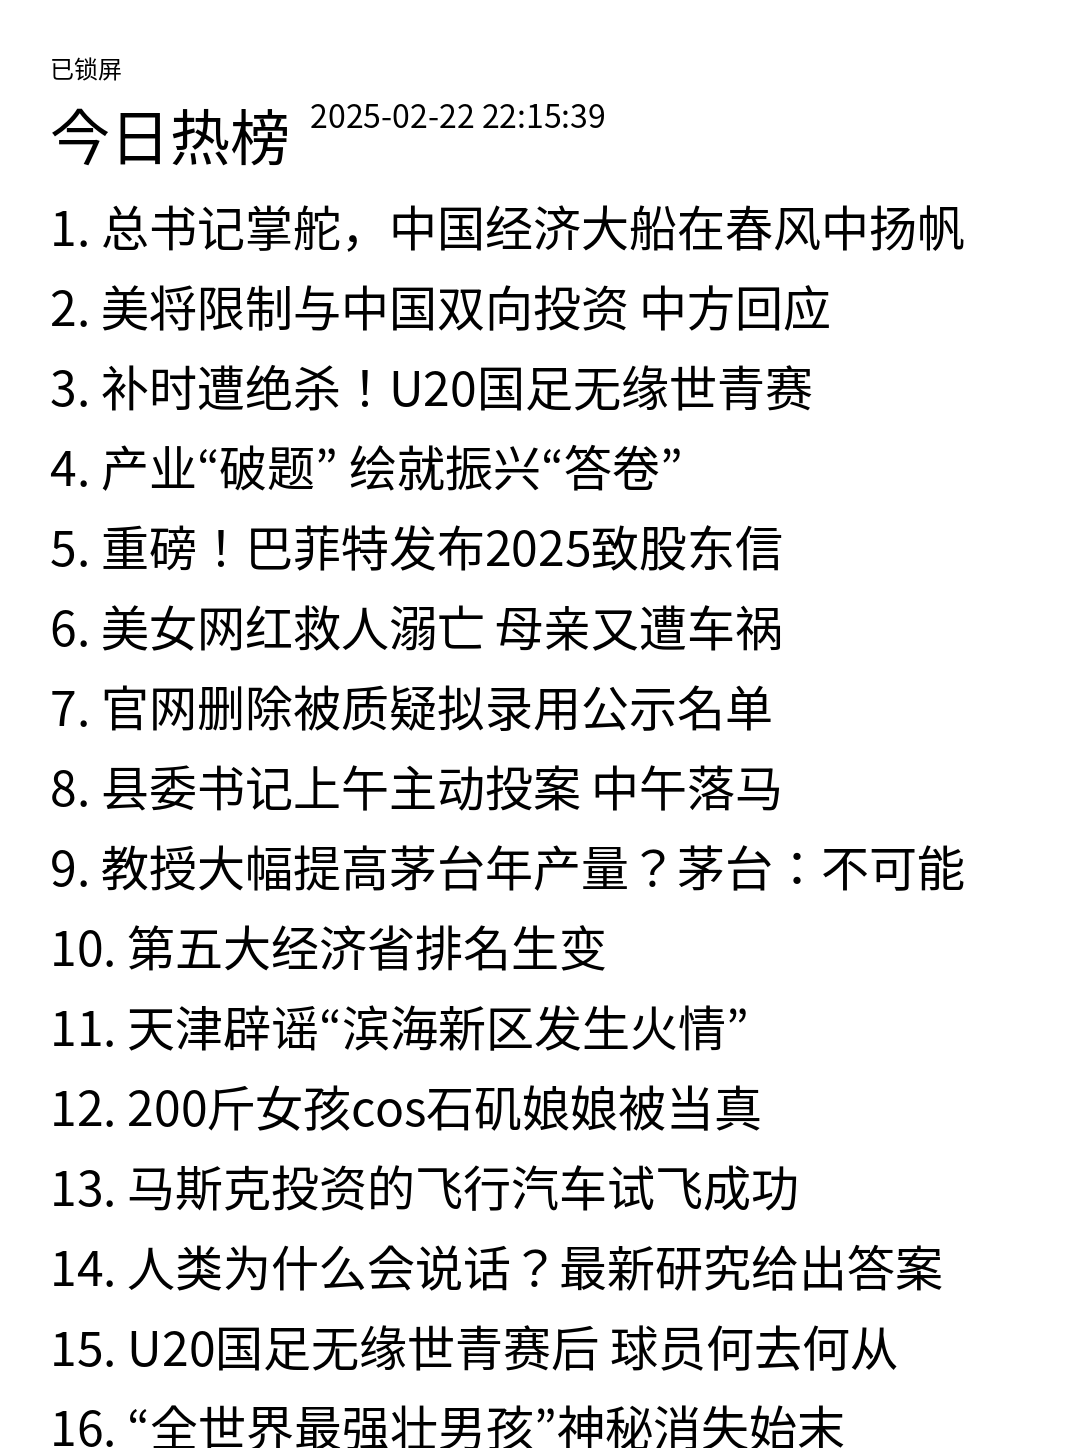 已锁屏
今日热榜 2025-02-22 22:15:39
1. 总书记掌舵，中国经济大船在春风中扬帆
2. 美将限制与中国双向投资 中方回应
3. 补时遭绝杀！U20国足无缘世青赛
4. 产业“破题” 绘就振兴“答卷”
5. 重磅！巴菲特发布2025致股东信
6. 美女网红救人溺亡 母亲又遭车祸
7. 官网删除被质疑拟录用公示名单
8. 县委书记上午主动投案 中午落马
9. 教授大幅提高茅台年产量？茅台：不可能
10. 第五大经济省排名生变
11. 天津辟谣“滨海新区发生火情”
12. 200斤女孩cos石矶娘娘被当真
13. 马斯克投资的飞行汽车试飞成功
14. 人类为什么会说话？最新研究给出答案
15. U20国足无缘世青赛后 球员何去何从
16. “全世界最强壮男孩”神秘消失始末